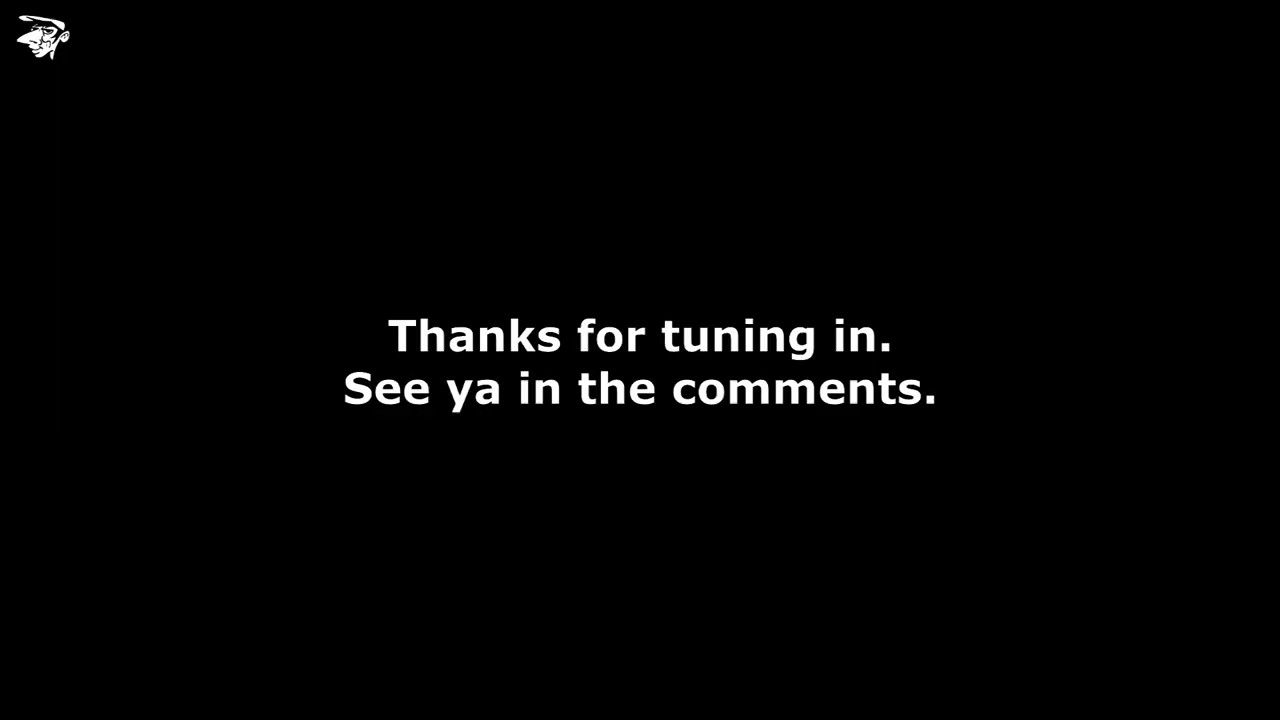 Thanks for tuning in.
See ya in the comments.